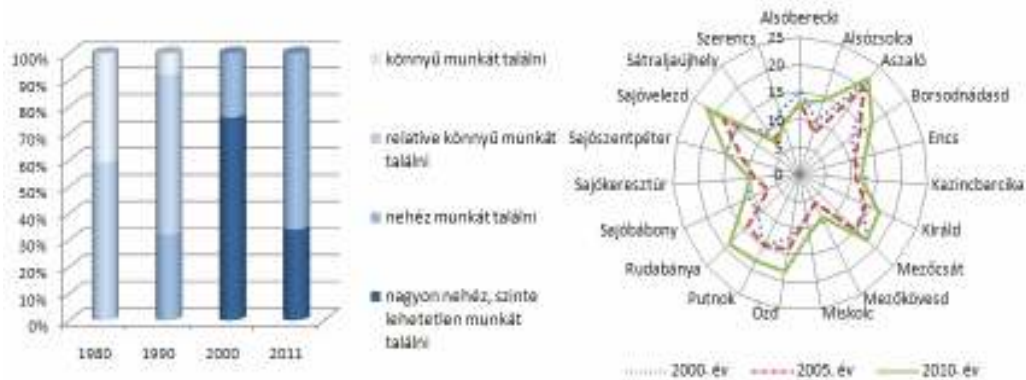 100%
90%
80%
70%
60%
50%
40%
30%
20%
10%
0%
1980 1990 2000 2011
könnyű munkát találni
relatíve könnyű munkát
találni
nehéz munkát találni
nagyon nehéz, szinte
lehetetlen munkát
találni
Alsóberecki
Alsózsolca
Aszaló
Borsodnádasd
Encs
Kazincbarcika
Királd
Mezőcsát
Mezőkövesd
Miskolc
Ózd
Putnok
Rudabánya
Sajóbábony
Sajókeresztúr
Sajószentpéter
Sajóvelezd
Sátraljaújhely
Szerencs
25
20
15
10
5
0
2000. év 2005. év 2010. év